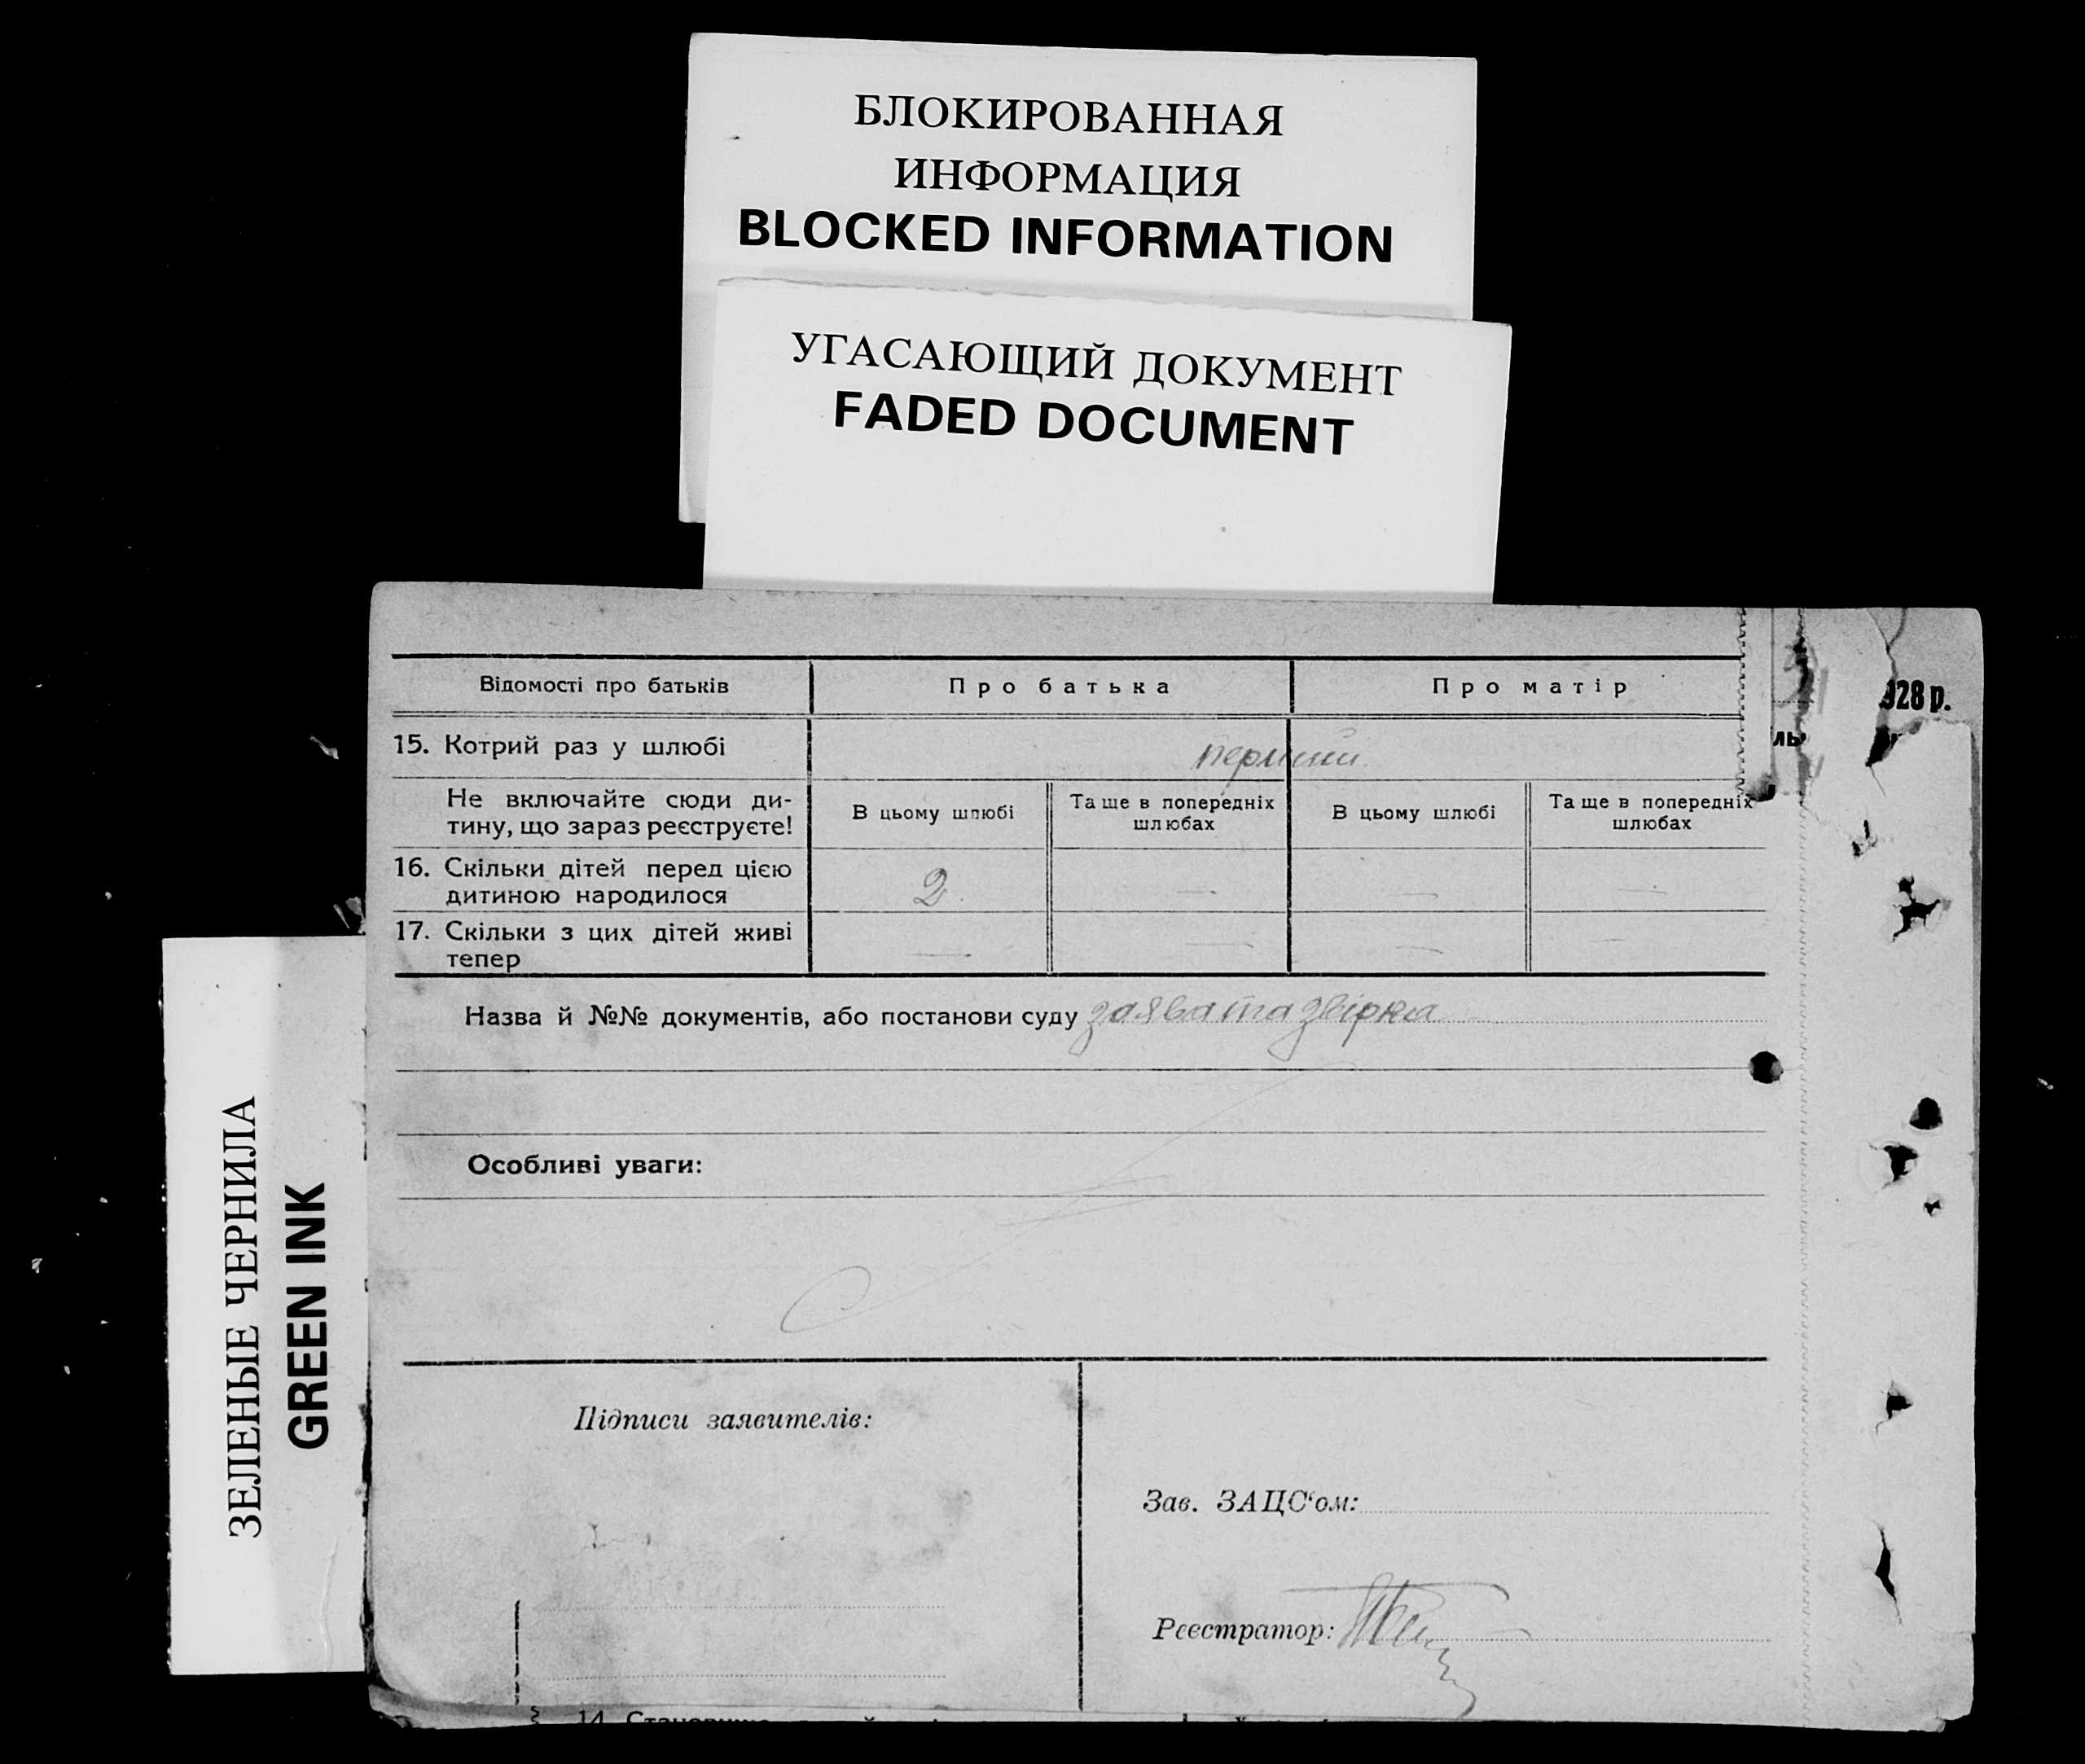 БЛОКИРОВАННАЯ
ИНФОРМАЦИЯ
BLOCKED INFORMATION
УГАСАЮЩИЙ ДОКУМЕНТ
FADED DOCUMENT
ЗЕЛЕНЫЕ ЧЕРНИЛА
GREEN INK
Відомості про батьків Про батька Про матір
928 р.
15. Котрий раз у шлюбі перший
Не включайте сюди ди-
тину, що зараз реєструєте!
В цьому шлюбі
Та ще в попередніх
шлюбах
В цьому шлюбі
Та ще в попередніх
шлюбах
16. Скільки дітей перед цією
дитиною народилося
2 — — —
17. Скільки з цих дітей живі
тепер
— — — —
Назва й №№ документів, або постанови суду заява та звірка
Особливі уваги:
Підписи заявителів:
Зав. ЗАЦС‘ом:
Реєстратор:
14.